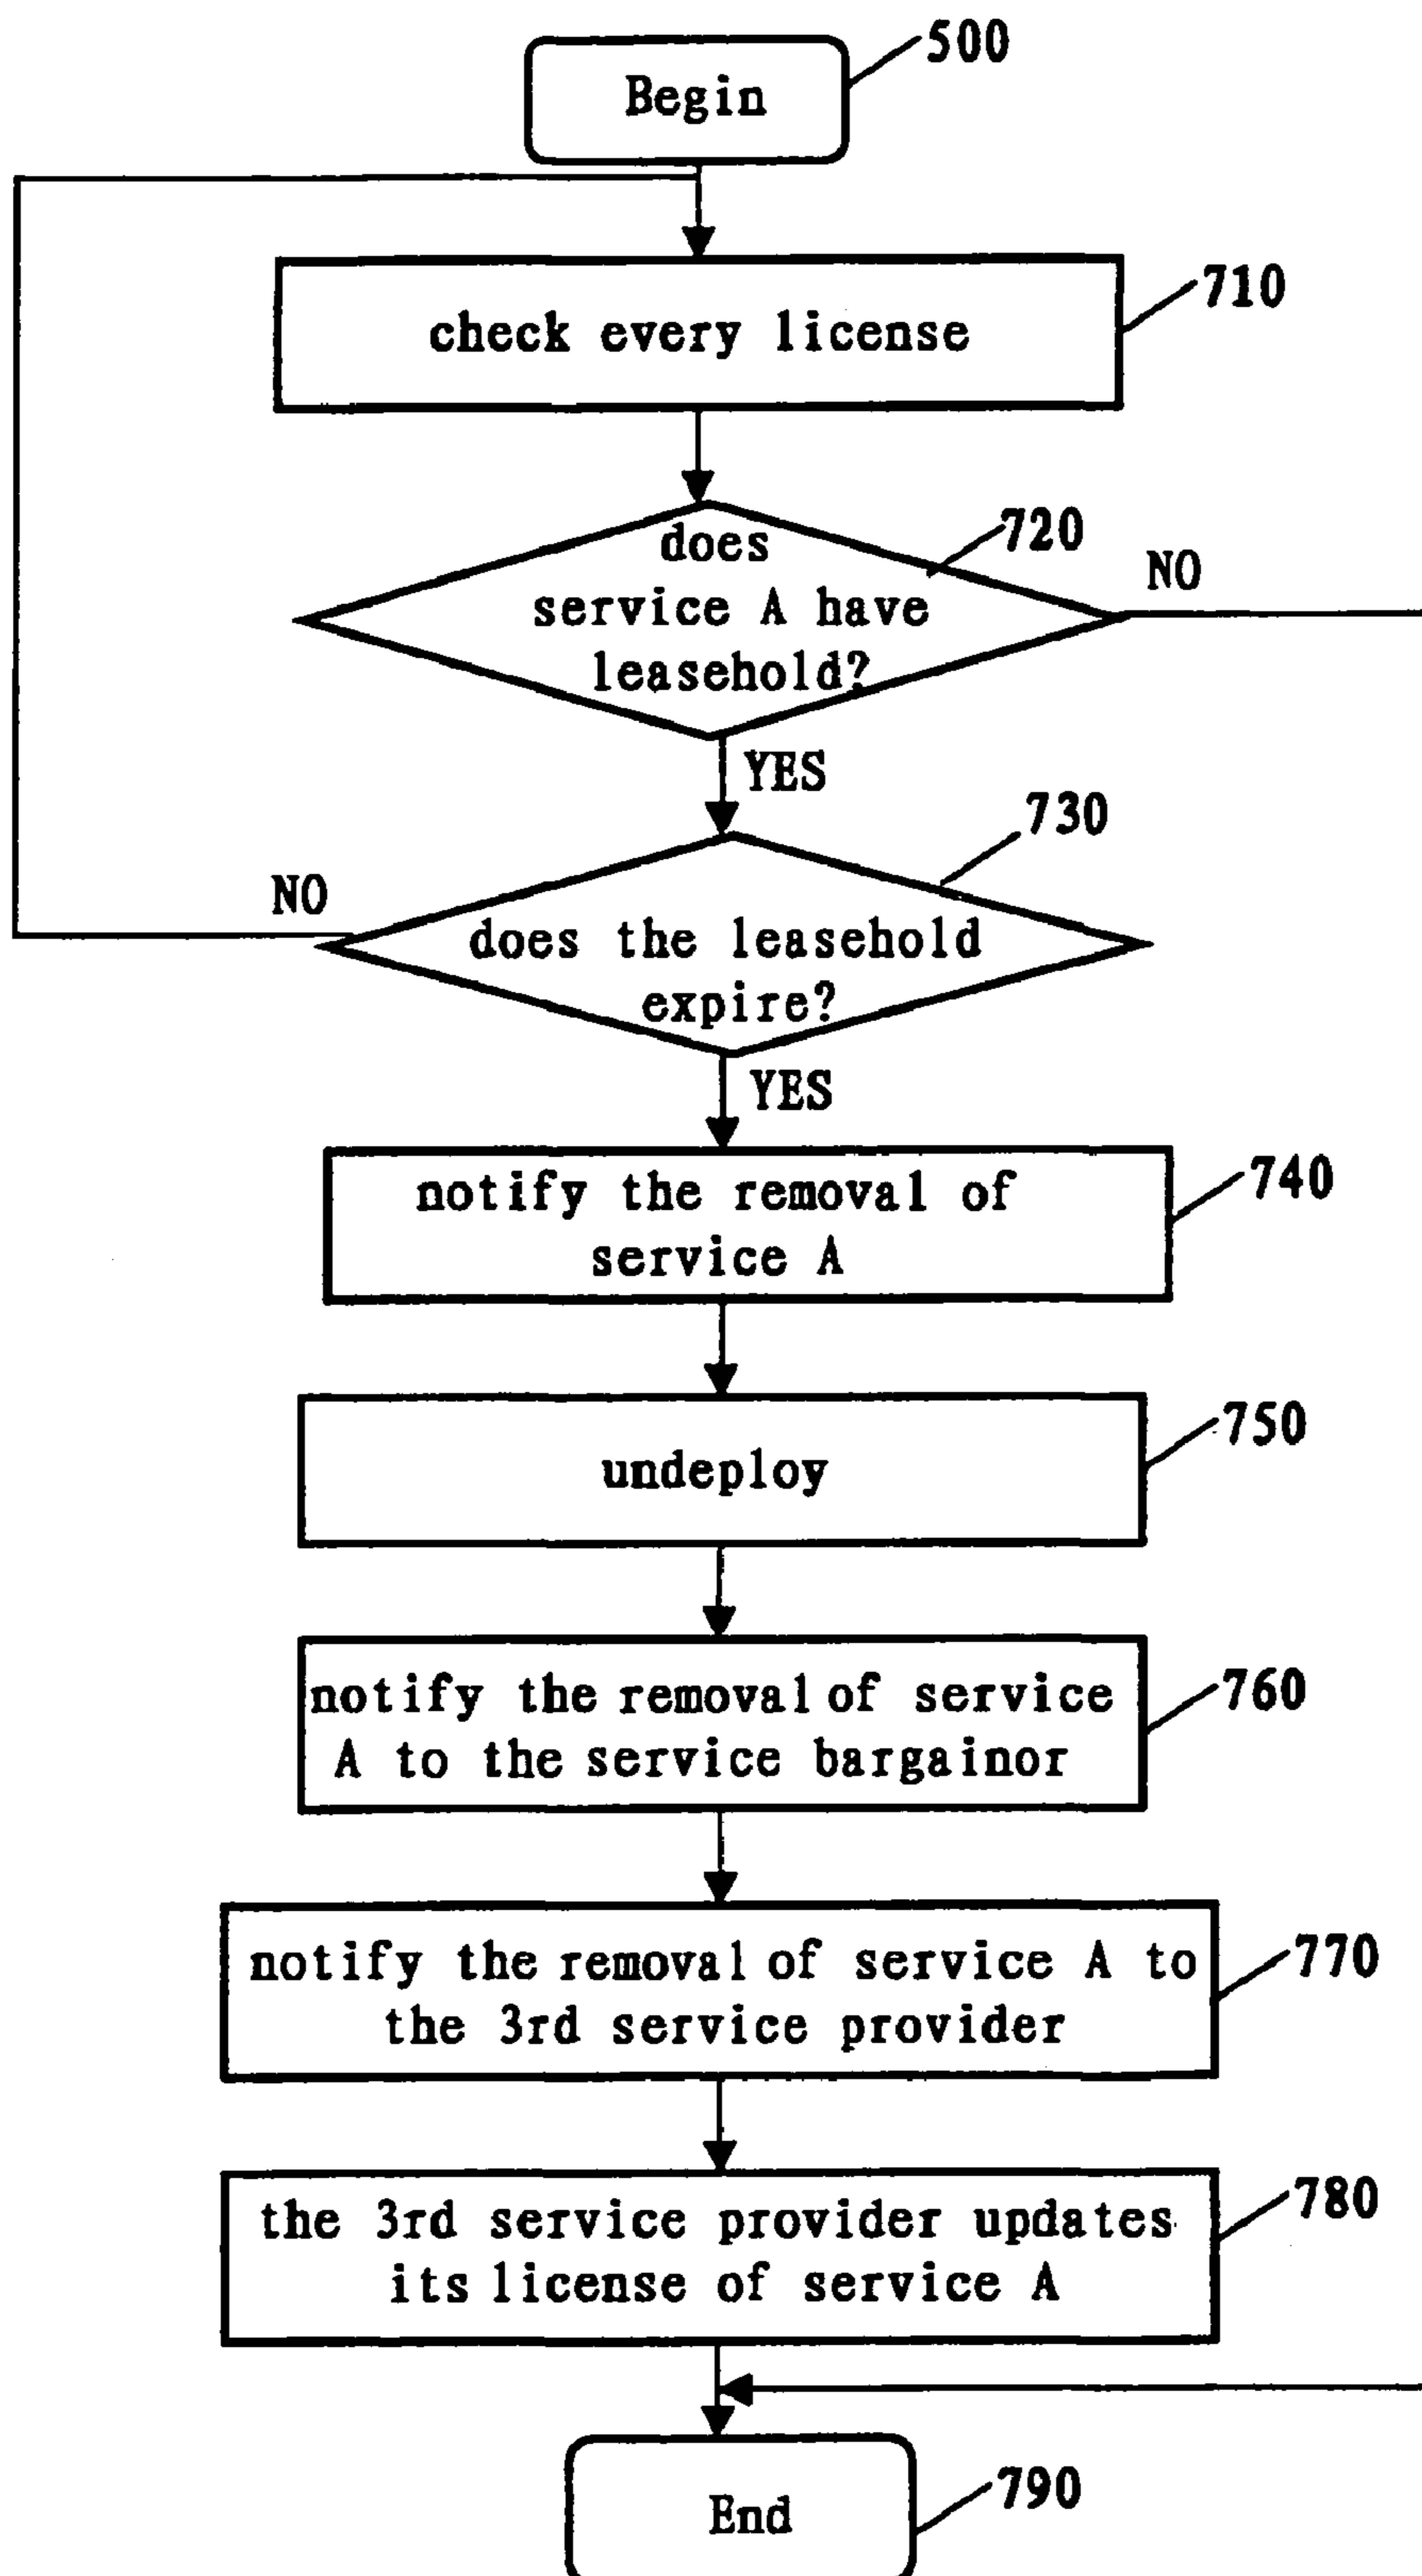 Begin
500
check every license
710
does
service A have
leasehold?
720
NO
YES
730
NO
does the leasehold
expire?
YES
notify the removal of
service A
740
undeploy
750
notify the removal of service
A to the service bargainor
760
notify the removal of service A to
the 3rd service provider
770
the 3rd service provider updates
its license of service A
780
End
790